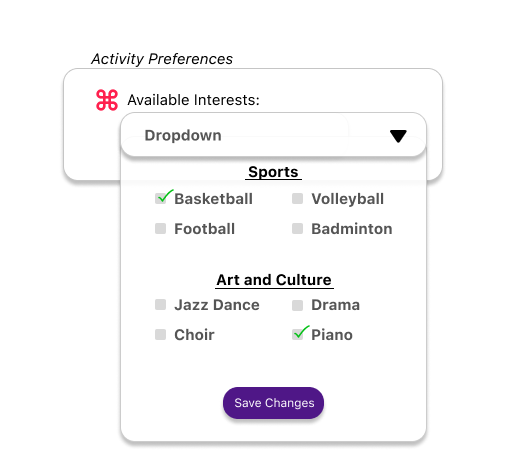 Activity Preferences
Available Interests:
Dropdown
Sports
Basketball Volleyball
Football Badminton
Art and Culture
Jazz Dance Drama
Choir Piano
Save Changes